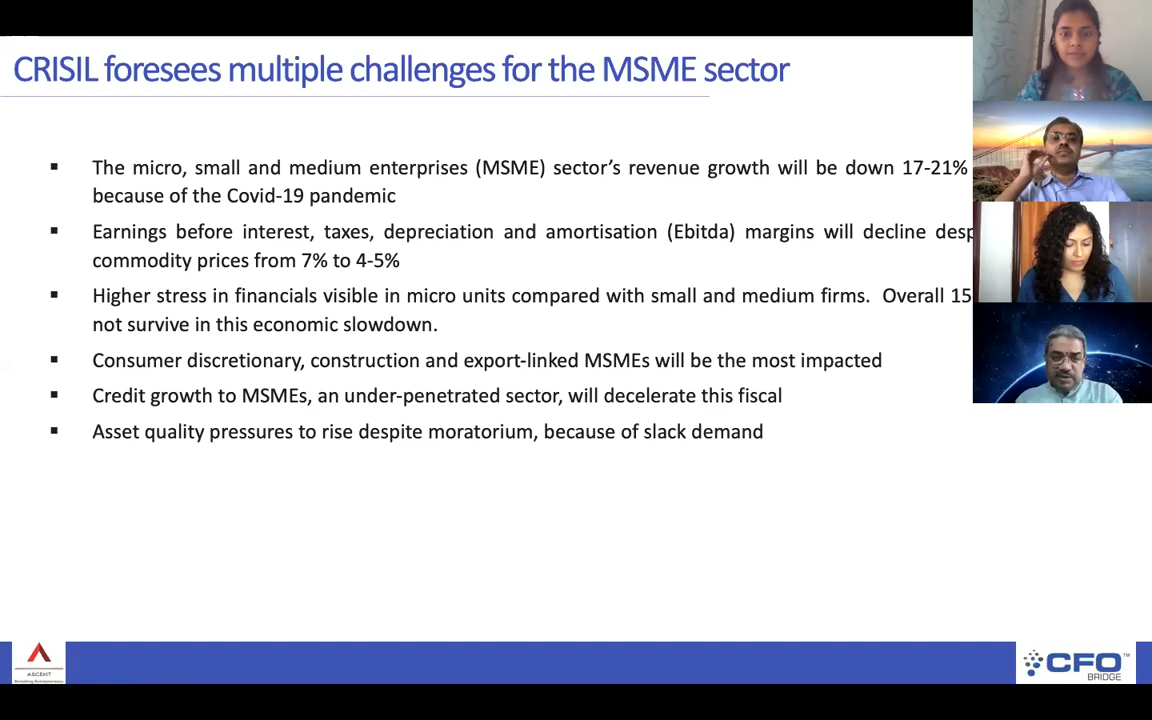 CRISIL foresees multiple challenges for the MSME sector
▪ The micro, small and medium enterprises (MSME) sector's revenue growth will be down 17-21%
because of the Covid-19 pandemic
▪ Earnings before interest, taxes, depreciation and amortisation (Ebitda) margins will decline desp
commodity prices from 7% to 4-5%
▪ Higher stress in financials visible in micro units compared with small and medium firms. Overall 15
not survive in this economic slowdown.
▪ Consumer discretionary, construction and export-linked MSMEs will be the most impacted
▪ Credit growth to MSMEs, an under-penetrated sector, will decelerate this fiscal
▪ Asset quality pressures to rise despite moratorium, because of slack demand
ASCENT
CFO ™
BRIDGE